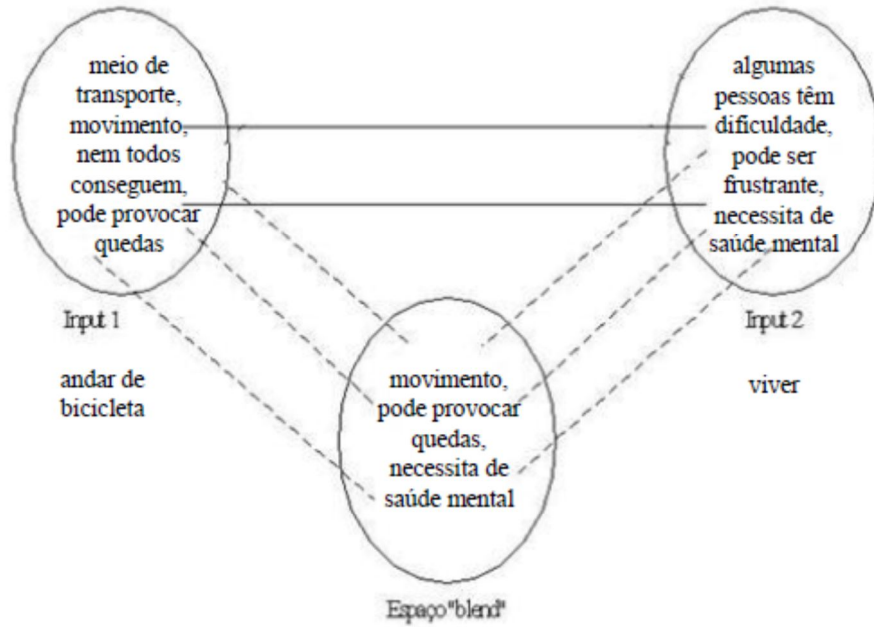 meio de
transporte,
movimento,
nem todos
conseguem,
pode provocar
quedas
Input 1
andar de
bicicleta
algumas
pessoas têm
dificuldade,
pode ser
frustrante,
necessita de
saúde mental
Input 2
viver
movimento,
pode provocar
quedas,
necessita de
saúde mental
Espaço "blend"